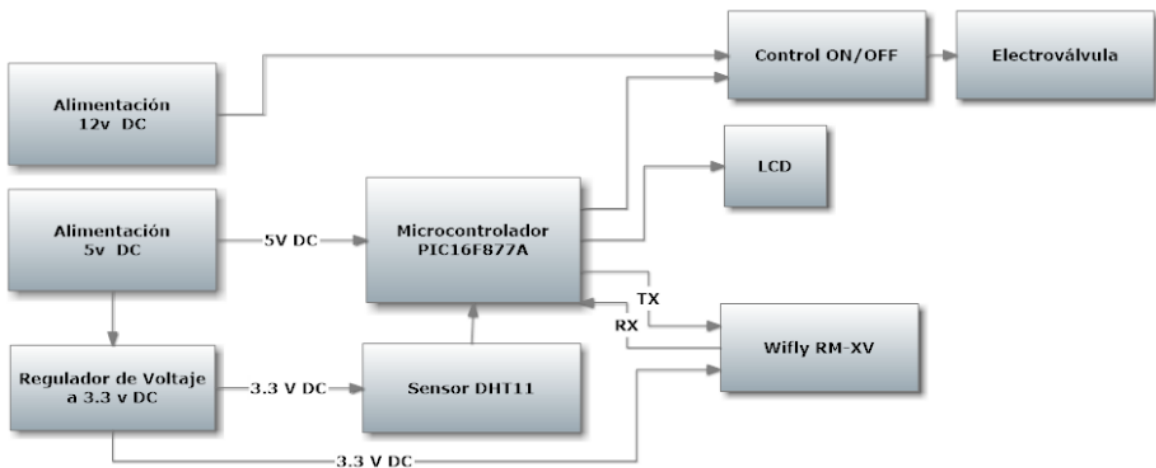 Control ON/OFF
Electroválvula
Alimentación
12v DC
LCD
Alimentación
5v DC
5V DC
Microcontrolador
PIC16F877A
TX
RX
Wifly RM-XV
Regulador de Voltaje
a 3.3 v DC
3.3 V DC
Sensor DHT11
3.3 V DC